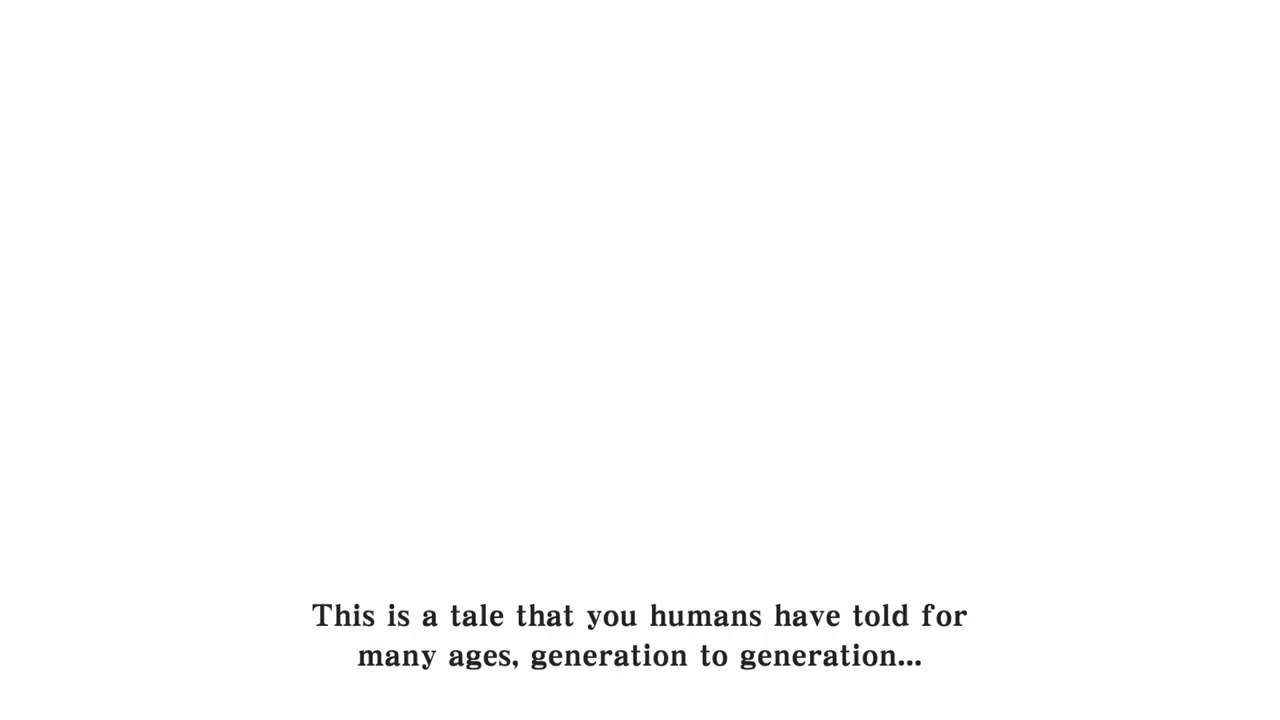 This is a tale that you humans have told for
many ages, generation to generation...